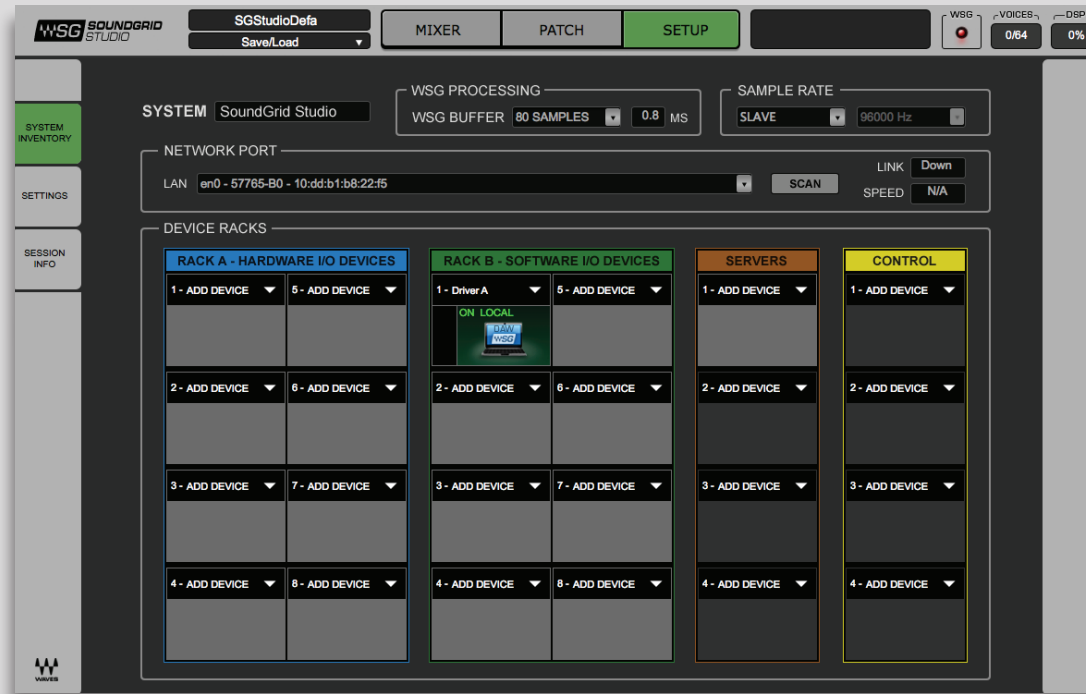 WSG SOUNDGRID STUDIO
SGStudioDefa
Save/Load
MIXER
PATCH
SETUP
WSG
VOICES
0/64
DSP
0%
SYSTEM INVENTORY
SETTINGS
SESSION INFO
SYSTEM SoundGrid Studio
WSG PROCESSING
WSG BUFFER 80 SAMPLES 0.8 MS
SAMPLE RATE
SLAVE 96000 Hz
NETWORK PORT
LAN en0 - 57765-B0 - 10:dd:b1:b8:22:f5
SCAN
LINK Down
SPEED N/A
DEVICE RACKS
RACK A - HARDWARE I/O DEVICES
1 - ADD DEVICE 5 - ADD DEVICE
2 - ADD DEVICE 6 - ADD DEVICE
3 - ADD DEVICE 7 - ADD DEVICE
4 - ADD DEVICE 8 - ADD DEVICE
RACK B - SOFTWARE I/O DEVICES
1 - Driver A 5 - ADD DEVICE
ON LOCAL
DAW
WSG
2 - ADD DEVICE 6 - ADD DEVICE
3 - ADD DEVICE 7 - ADD DEVICE
4 - ADD DEVICE 8 - ADD DEVICE
SERVERS
1 - ADD DEVICE
2 - ADD DEVICE
3 - ADD DEVICE
4 - ADD DEVICE
CONTROL
1 - ADD DEVICE
2 - ADD DEVICE
3 - ADD DEVICE
4 - ADD DEVICE
WAVES